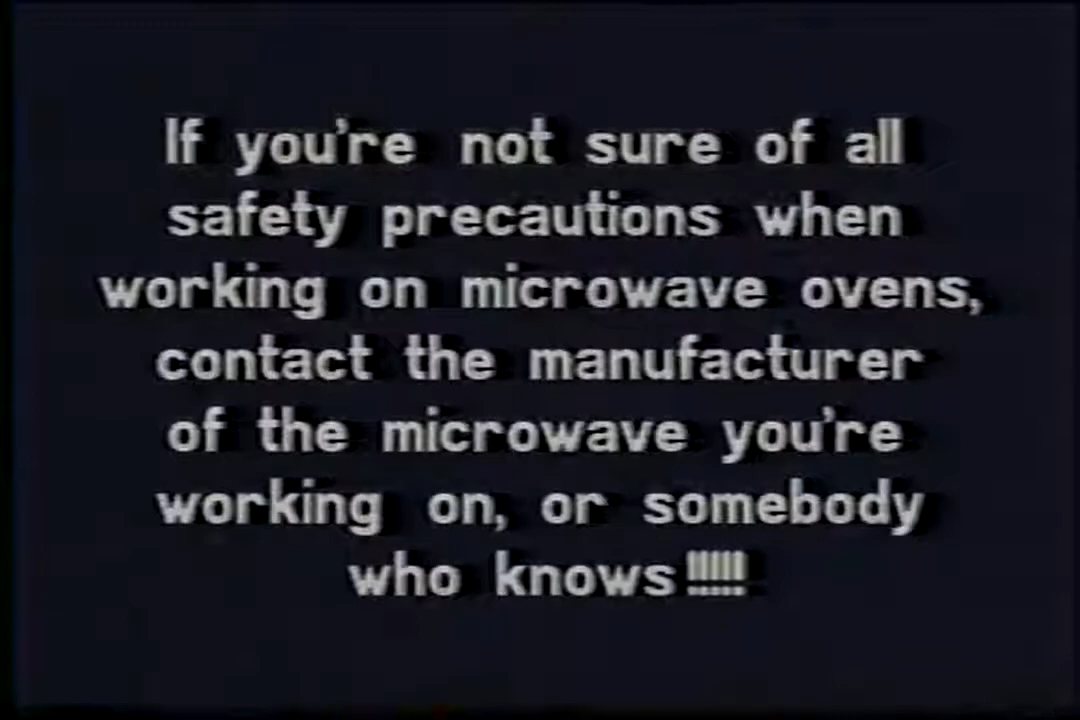 If you're not sure of all
safety precautions when
working on microwave ovens,
contact the manufacturer
of the microwave you're
working on, or somebody
who knows!!!!!